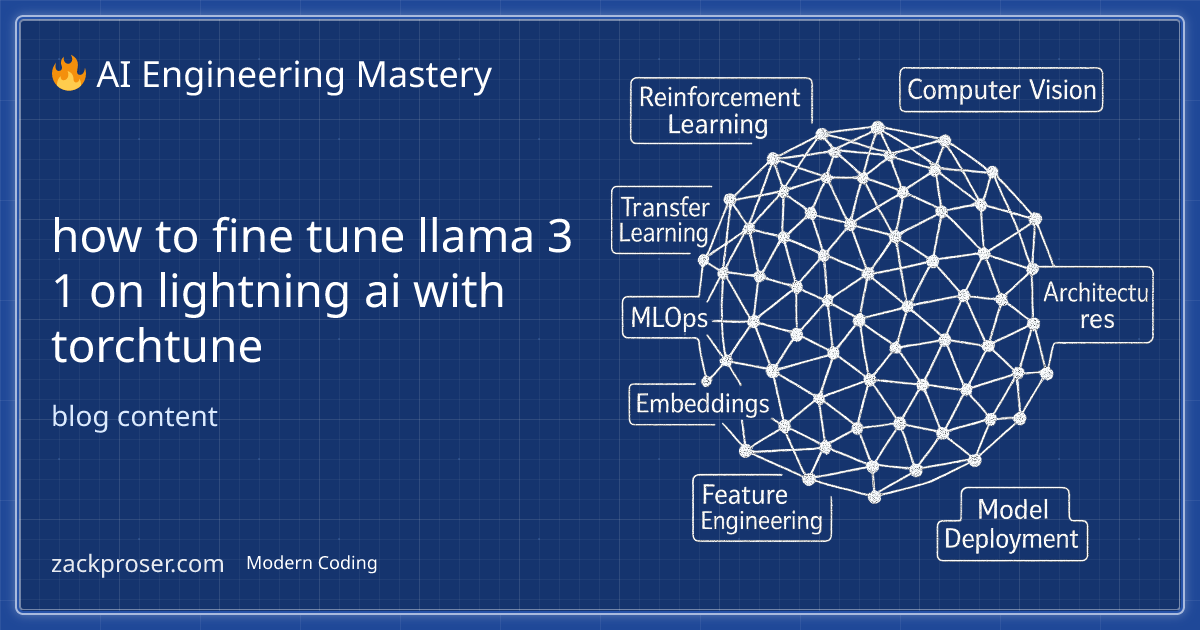 🔥 AI Engineering Mastery
how to fine tune llama 3
1 on lightning ai with
torchtune
blog content
zackproser.com
Modern Coding
Reinforcement
Learning
Computer Vision
Transfer
Learning
MLOps
Architectu
res
Embeddings
Feature
Engineering
Model
Deployment